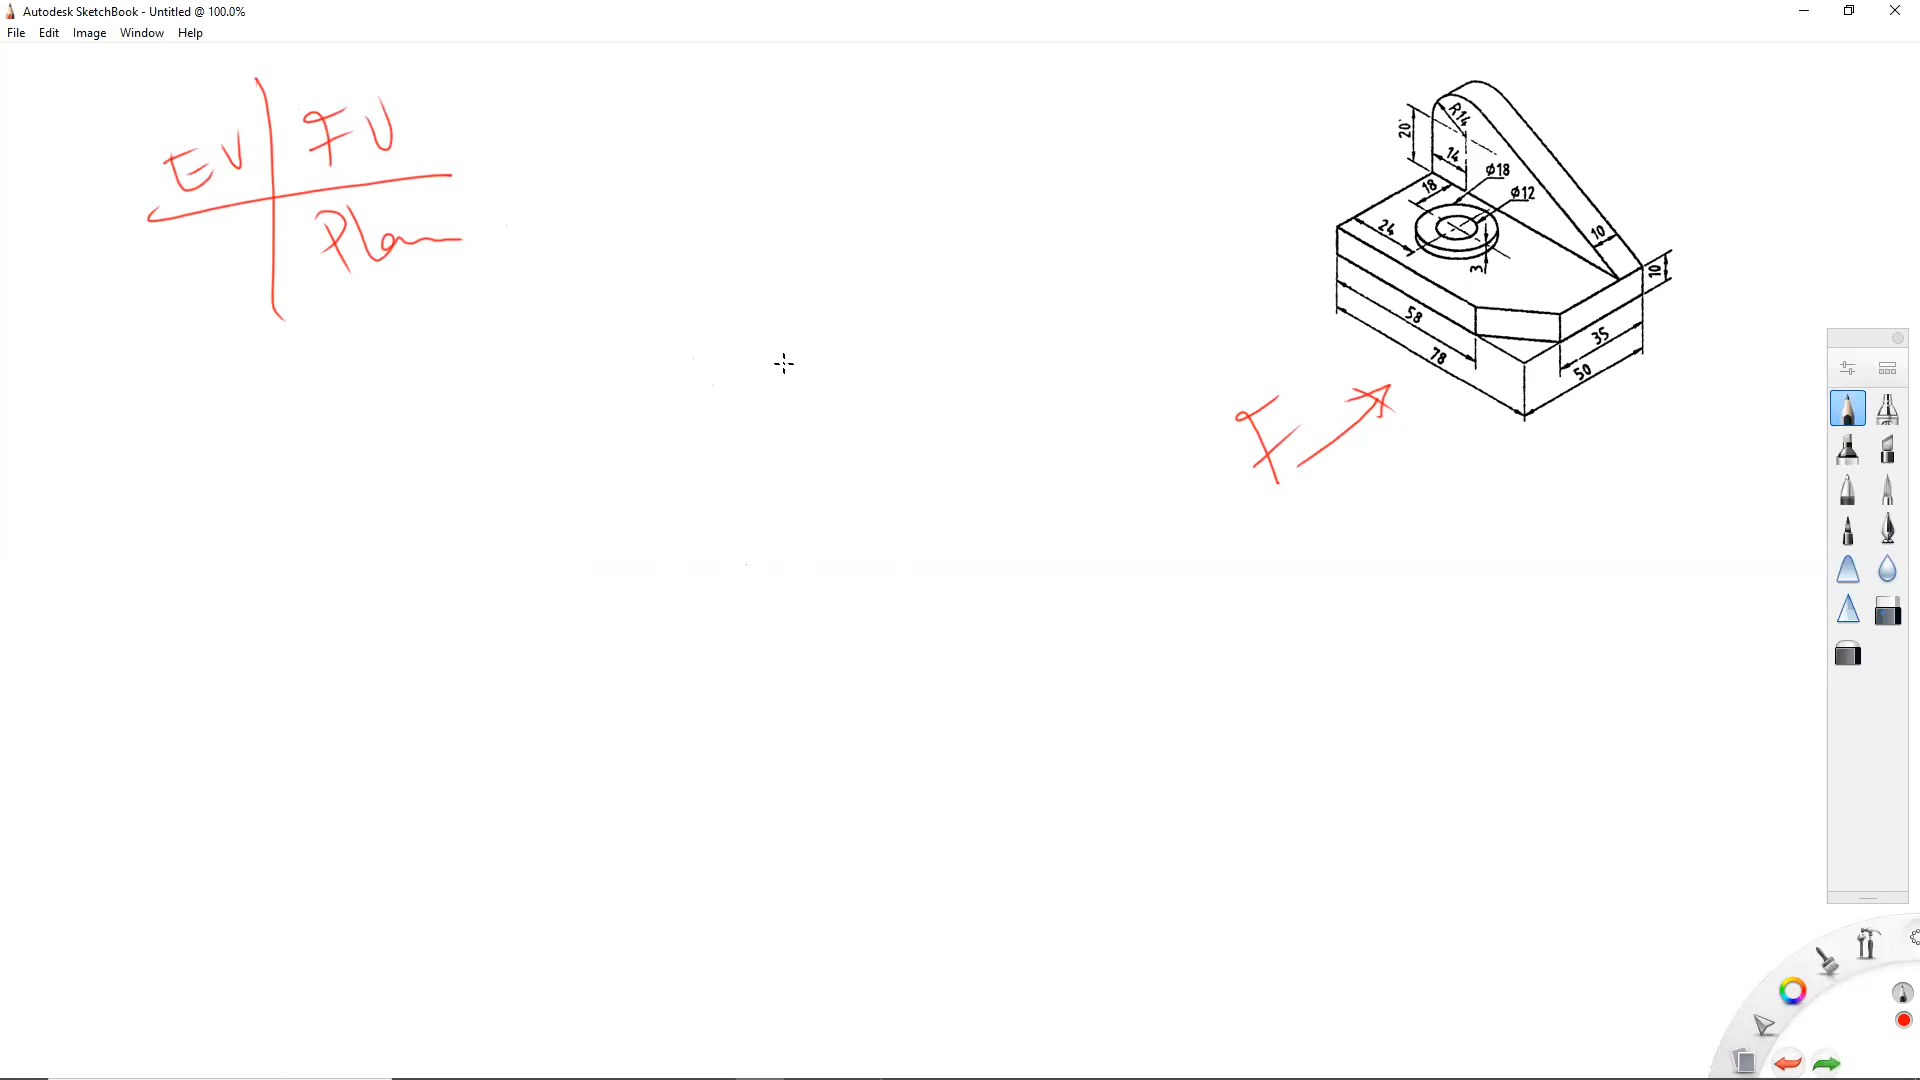 Autodesk SketchBook - Untitled @ 100.0%
File Edit Image Window Help
EV FV
Plan
R14
20
14
18
ϕ18
ϕ12
24
3
10
10
58
78
35
50
F